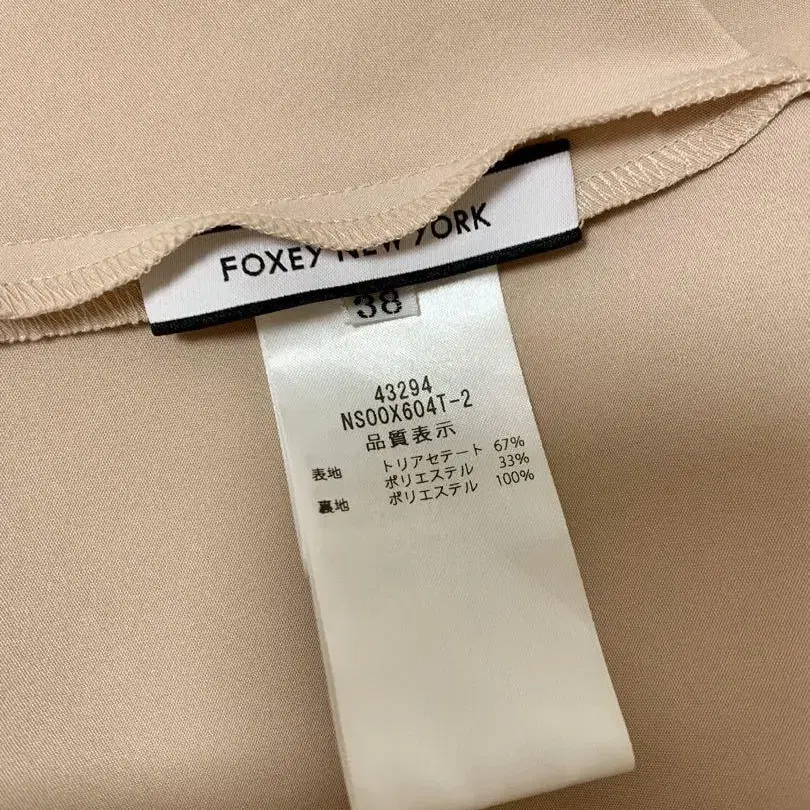 FOXEY NEW YORK
38
43294
NS00X604T-2
品質表示
表地 トリアセテート 67%
ポリエステル 33%
裏地 ポリエステル 100%